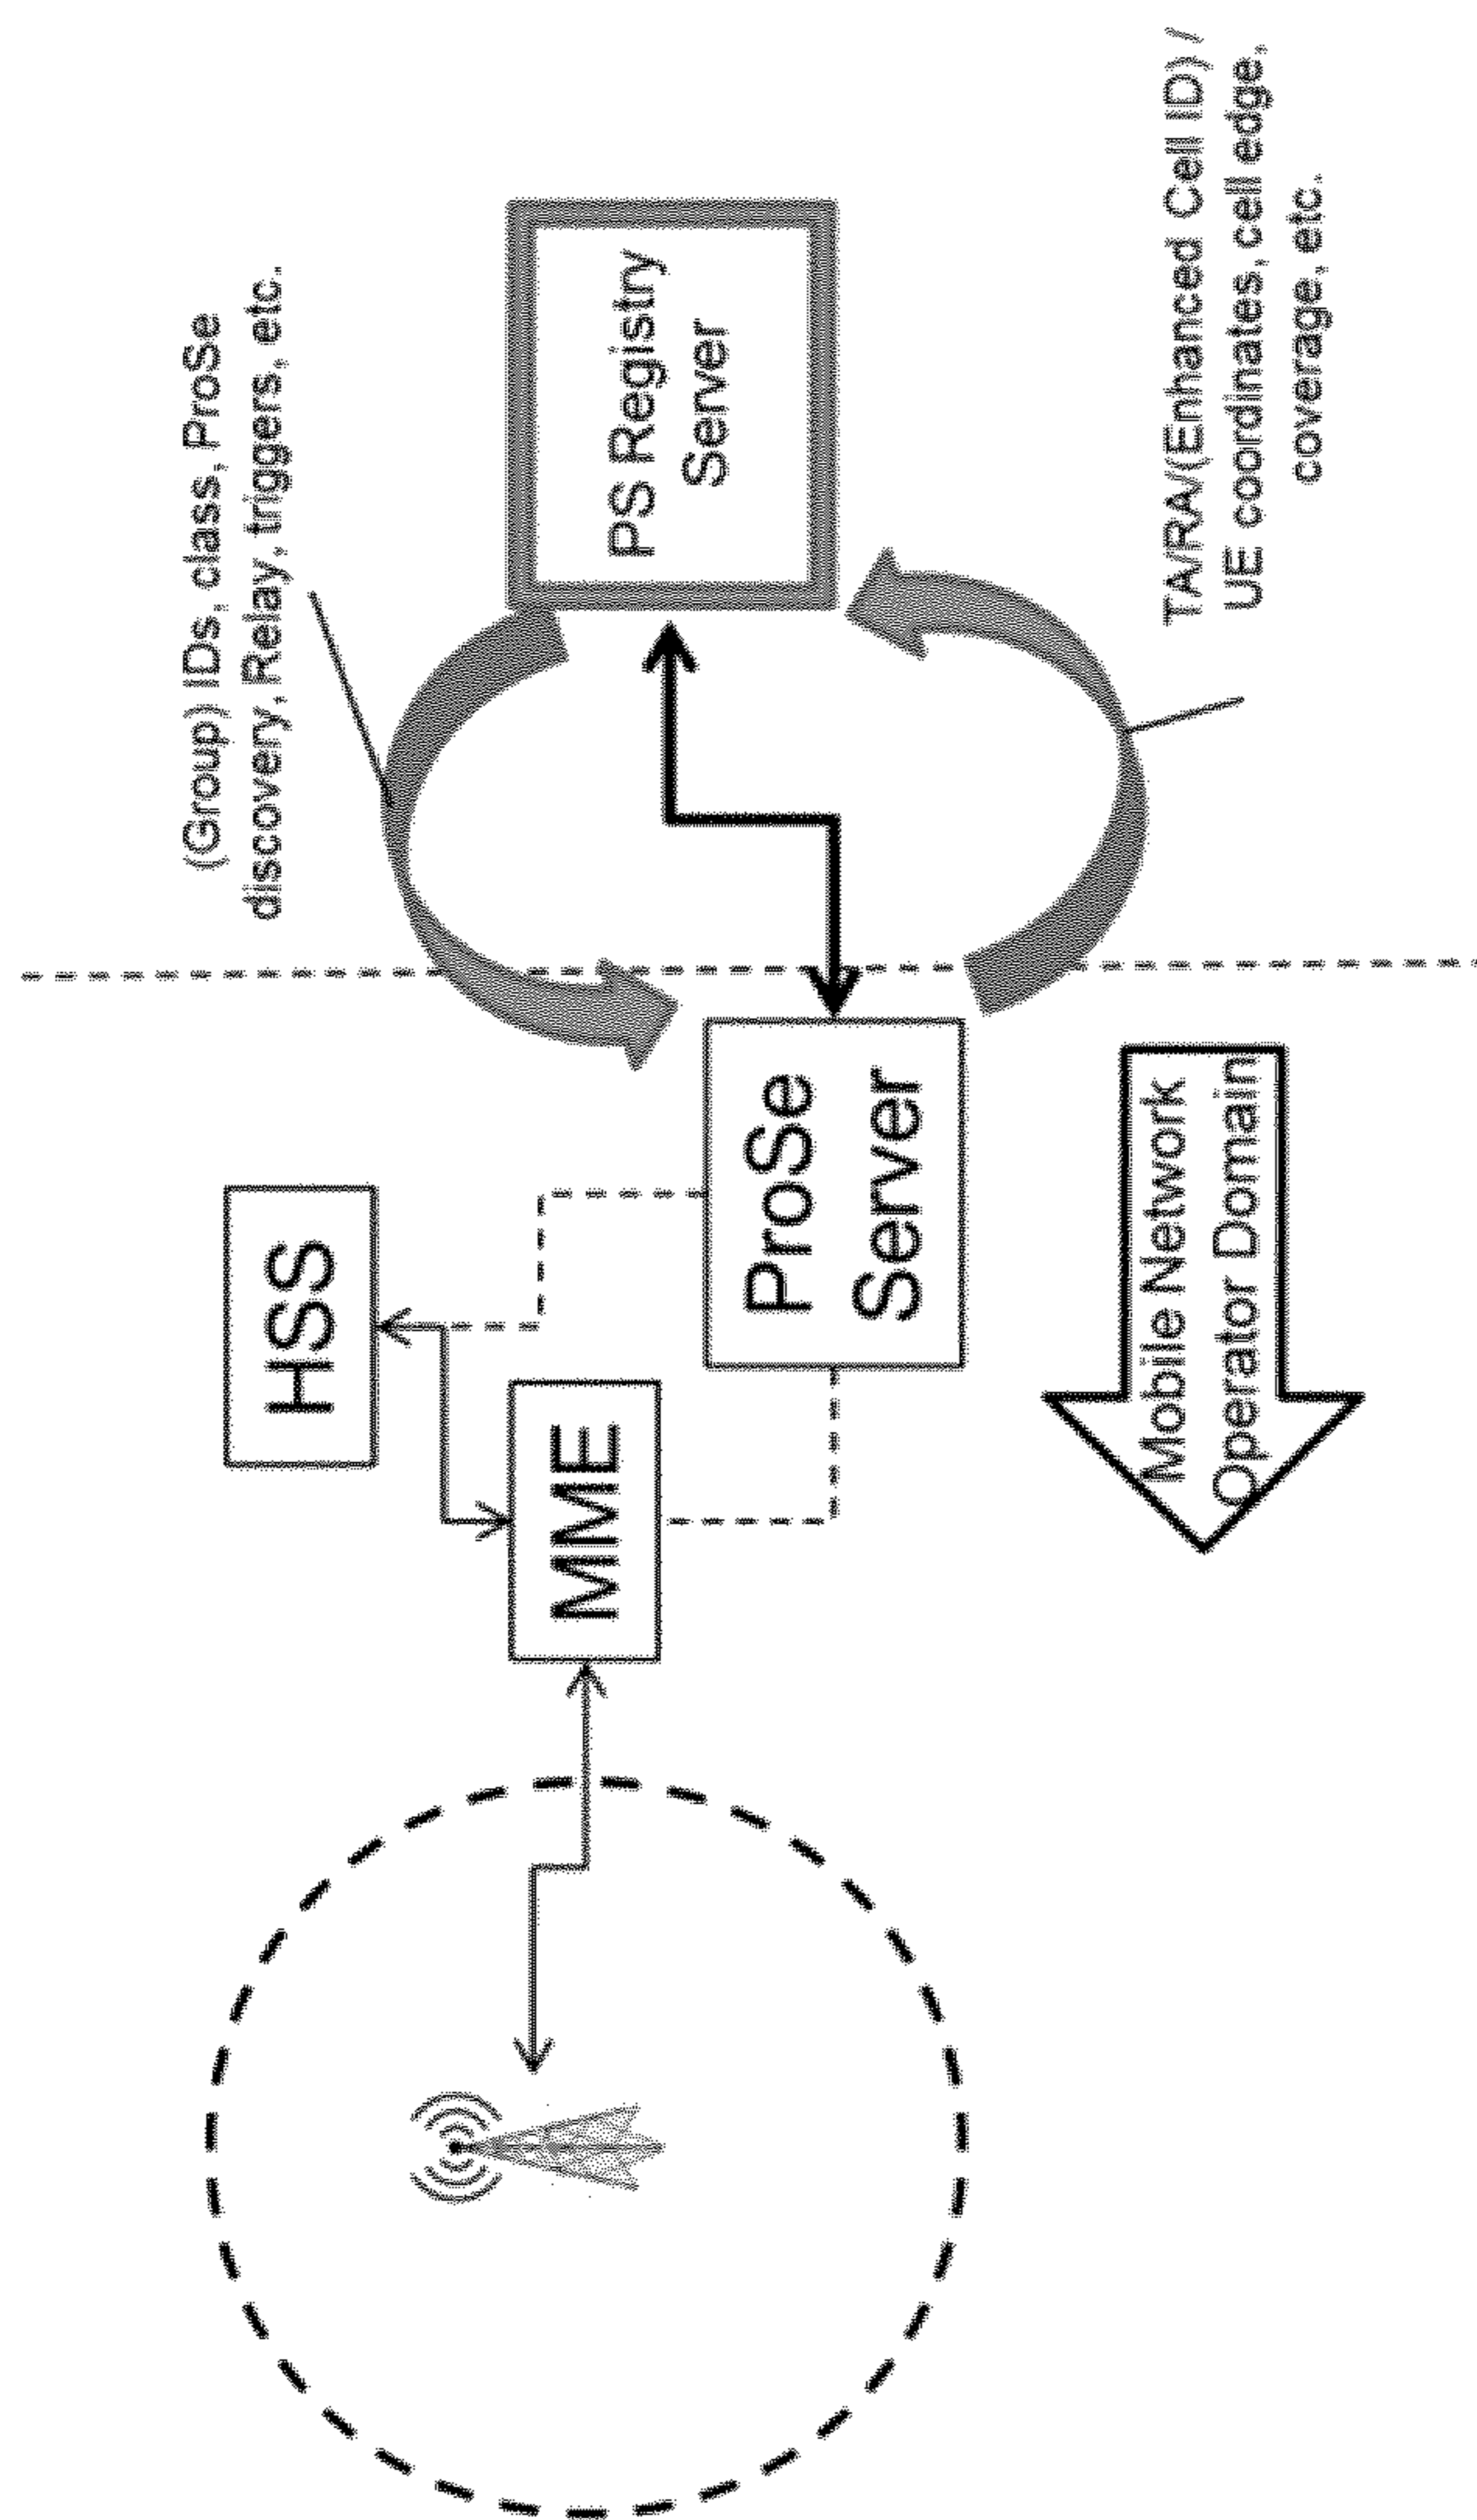 (Group) IDs, class, ProSe
discovery, Relay, triggers, etc.
HSS
MME
PS Registry
Server
ProSe
Server
Mobile Network
Operator Domain
TA/RA/(Enhanced Cell ID) /
UE coordinates, cell edge,
coverage, etc.